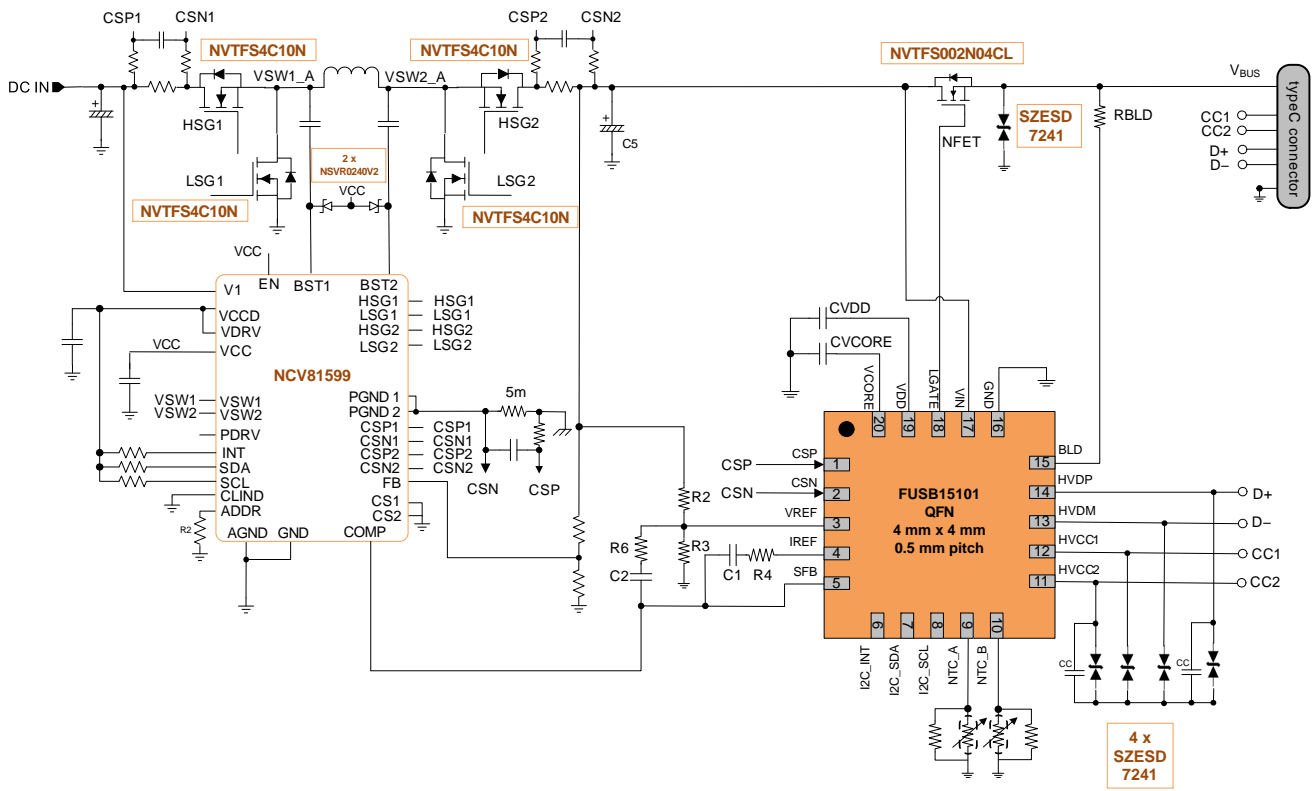 CSP1
CSN1
CSP2
CSN2
NVTFS4C10N
NVTFS4C10N
NVTFS002N04CL
DC IN
VSW1_A
VSW2_A
VBUS
+
+
C5
HSG1
HSG2
NFET
SZESD
7241
RBLD
typeC connector
CC1
CC2
D+
D−
LSG1
LSG2
2 x
NSVR0240V2
VCC
NVTFS4C10N
NVTFS4C10N
VCC
EN
BST1
BST2
V1
VCCD
VDRV
VCC
VCC
HSG1
HSG1
LSG1
LSG1
HSG2
HSG2
LSG2
LSG2
NCV81599
VSW1
VSW1
VSW2
VSW2
PDRV
INT
SDA
SCL
CLIND
ADDR
R2
AGND
GND
COMP
PGND 1
PGND 2
CSP1
CSP1
CSN1
CSN1
CSP2
CSP2
CSN2
CSN2
FB
CS1
CS2
5m
CSN
CSP
R2
R6
R3
C2
C1
R4
CVDD
CVCORE
VCORE
VDD
LGATE
VIN
GND
20
19
18
17
16
CSP
CSP
1
CSN
CSN
2
VREF
3
IREF
4
SFB
5
FUSB15101
QFN
4 mm x 4 mm
0.5 mm pitch
15
BLD
14
HVDP
D+
13
HVDM
D−
12
HVCC1
CC1
11
HVCC2
CC2
6
7
8
9
10
I2C_INT
I2C_SDA
I2C_SCL
NTC_A
NTC_B
CC
CC
4 x
SZESD
7241